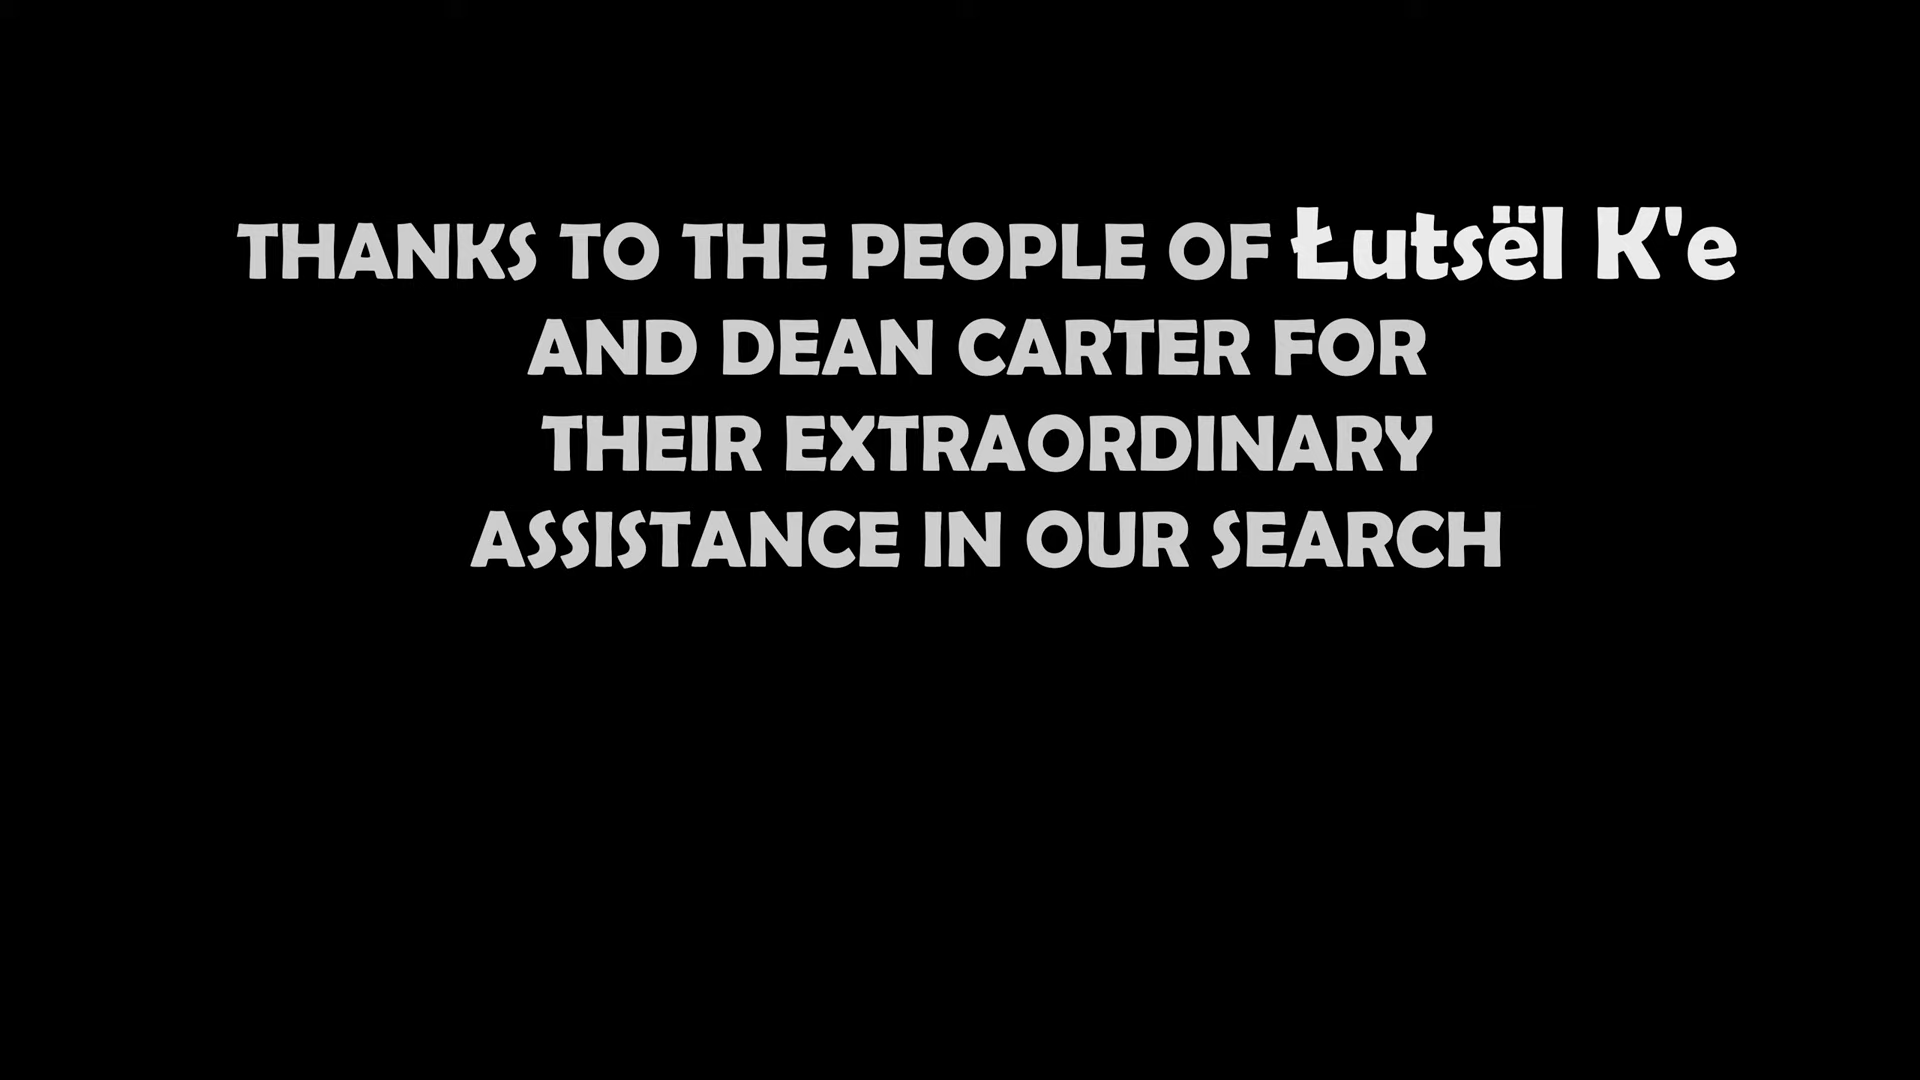 THANKS TO THE PEOPLE OF Łutsël K'e
AND DEAN CARTER FOR
THEIR EXTRAORDINARY
ASSISTANCE IN OUR SEARCH